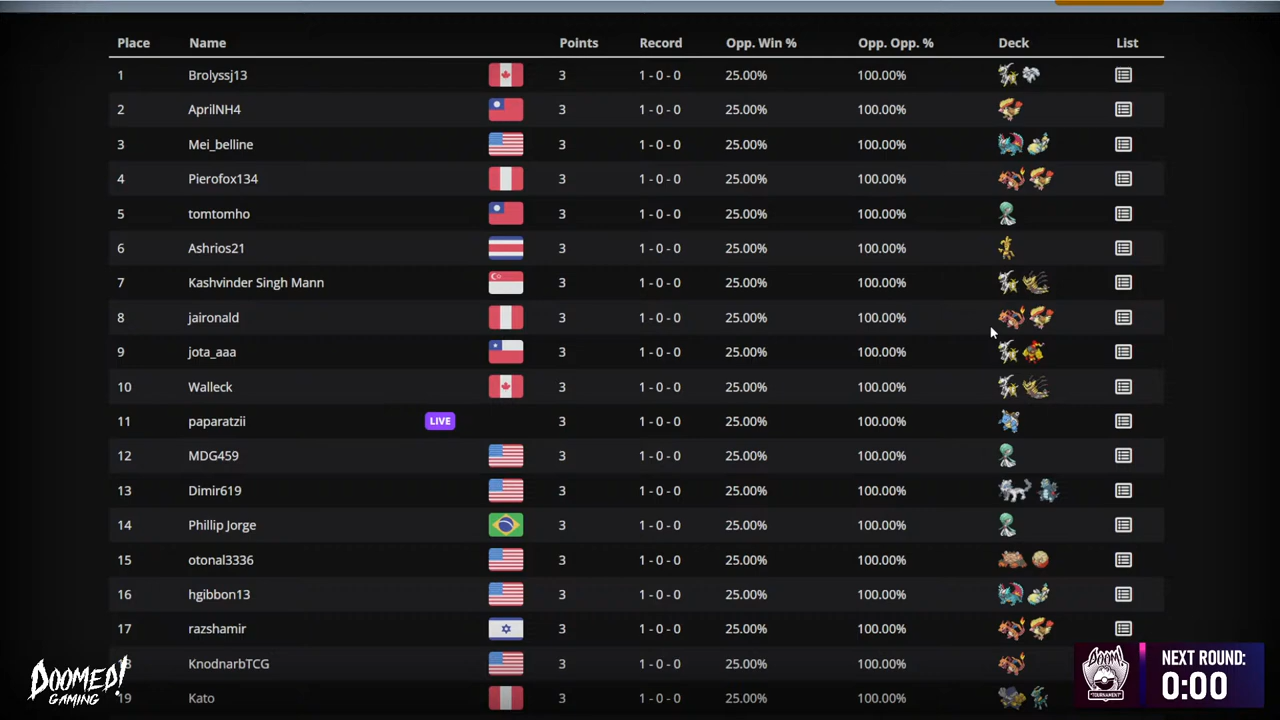 Place Name Points Record Opp. Win % Opp. Opp. % Deck List
1 Brolyssj13 3 1 - 0 - 0 25.00% 100.00%
2 AprilNH4 3 1 - 0 - 0 25.00% 100.00%
3 Mei_belline 3 1 - 0 - 0 25.00% 100.00%
4 Pierofox134 3 1 - 0 - 0 25.00% 100.00%
5 tomtomho 3 1 - 0 - 0 25.00% 100.00%
6 Ashrios21 3 1 - 0 - 0 25.00% 100.00%
7 Kashvinder Singh Mann 3 1 - 0 - 0 25.00% 100.00%
8 jaironald 3 1 - 0 - 0 25.00% 100.00%
9 jota_aaa 3 1 - 0 - 0 25.00% 100.00%
10 Walleck 3 1 - 0 - 0 25.00% 100.00%
11 paparatzii LIVE 3 1 - 0 - 0 25.00% 100.00%
12 MDG459 3 1 - 0 - 0 25.00% 100.00%
13 Dimir619 3 1 - 0 - 0 25.00% 100.00%
14 Phillip Jorge 3 1 - 0 - 0 25.00% 100.00%
15 otonal3336 3 1 - 0 - 0 25.00% 100.00%
16 hgibbon13 3 1 - 0 - 0 25.00% 100.00%
17 razshamir 3 1 - 0 - 0 25.00% 100.00%
KnodnarbTCG 3 1 - 0 - 0 25.00% 100.00%
19 Kato 3 1 - 0 - 0 25.00% 100.00%
DOOMED!
GAMING
DOOM!
TOURNAMENT
NEXT ROUND:
0:00